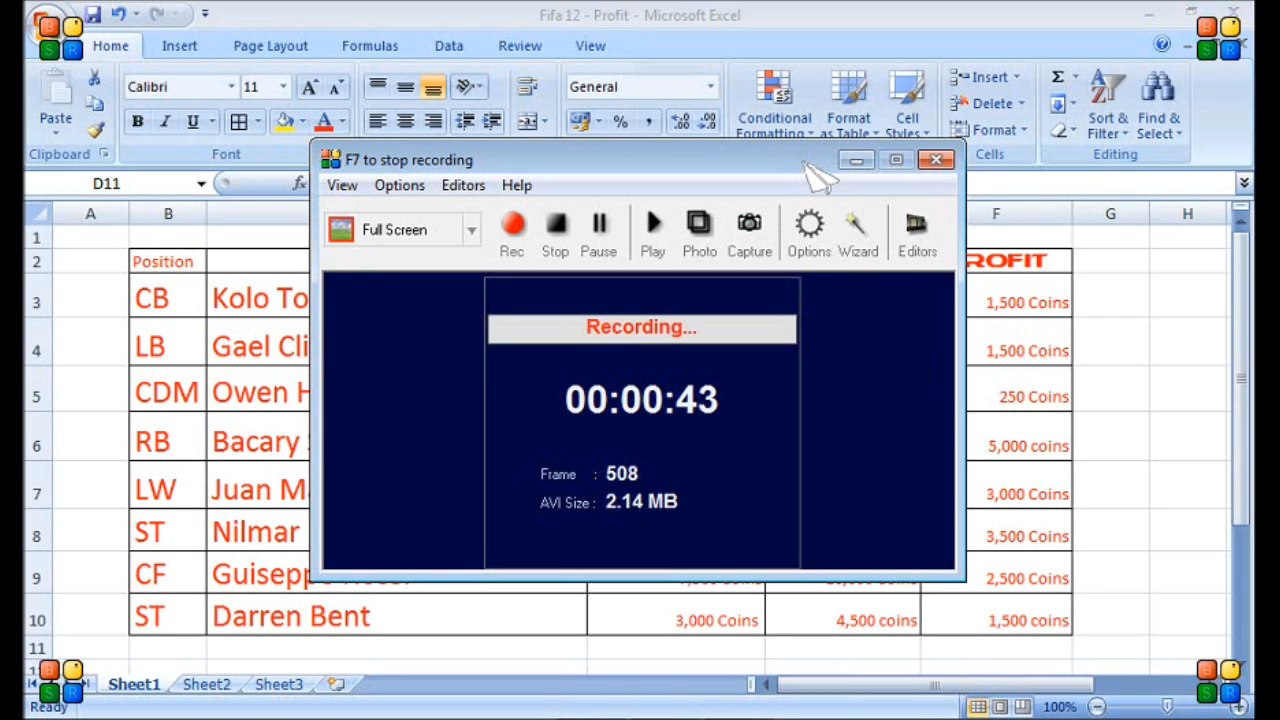 Fifa 12 - Profit - Microsoft Excel
Home Insert Page Layout Formulas Data Review View
Paste
Calibri 11
B I U
General
Conditional Formatting
Format as Table
Cell Styles
Insert
Delete
Format
Sort & Filter
Find & Select
Clipboard Font Cells Editing
D11 fx
F7 to stop recording
View Options Editors Help
Full Screen
Rec Stop Pause Play Photo Capture Options Wizard Editors
Recording...
00:00:43
Frame : 508
AVI Size : 2.14 MB
A B F G H
1
2 Position ROFIT
3 CB Kolo To 1,500 Coins
4 LB Gael Cli 1,500 Coins
5 CDM Owen H 250 Coins
6 RB Bacary 5,000 coins
7 LW Juan Ma 3,000 Coins
8 ST Nilmar 3,500 Coins
9 CF Guisepp 2,500 Coins
10 ST Darren Bent 3,000 Coins 4,500 coins 1,500 coins
11
Sheet1 Sheet2 Sheet3
Ready 100%
B S R
B S R
B S R
B S R